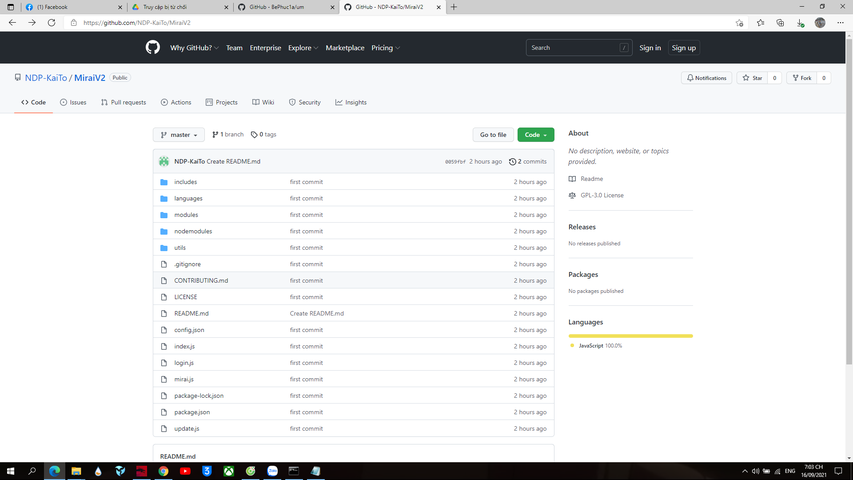 (1) Facebook
Truy cập bị từ chối
GitHub - BePhuc1a/um
GitHub - NDP-KaiTo/MiraiV2
https://github.com/NDP-KaiTo/MiraiV2
Why GitHub?
Team
Enterprise
Explore
Marketplace
Pricing
Search
/
Sign in
Sign up
NDP-KaiTo / MiraiV2
Public
Notifications
Star
0
Fork
0
Code
Issues
Pull requests
Actions
Projects
Wiki
Security
Insights
master
1 branch
0 tags
Go to file
Code
NDP-KaiTo Create README.md
2 hours ago
2 commits
includes first commit 2 hours ago
languages first commit 2 hours ago
modules first commit 2 hours ago
nodemodules first commit 2 hours ago
utils first commit 2 hours ago
.gitignore first commit 2 hours ago
CONTRIBUTING.md first commit 2 hours ago
LICENSE first commit 2 hours ago
README.md Create README.md 2 hours ago
config.json first commit 2 hours ago
index.js first commit 2 hours ago
login.js first commit 2 hours ago
mirai.js first commit 2 hours ago
package-lock.json first commit 2 hours ago
package.json first commit 2 hours ago
update.js first commit 2 hours ago
README.md
About
No description, website, or topics
provided.
Readme
GPL-3.0 License
Releases
No releases published
Packages
No packages published
Languages
JavaScript 100.0%
ENG
7:03 CH
16/09/2021